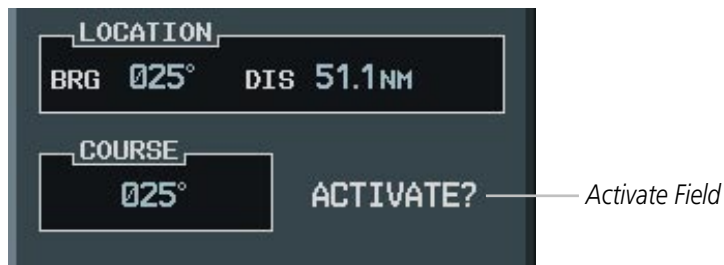 LOCATION
BRG 025° DIS 51.1NM
COURSE
025° ACTIVATE? Activate Field